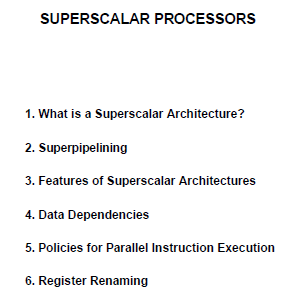 SUPERSCALAR PROCESSORS
1. What is a Superscalar Architecture?
2. Superpipelining
3. Features of Superscalar Architectures
4. Data Dependencies
5. Policies for Parallel Instruction Execution
6. Register Renaming